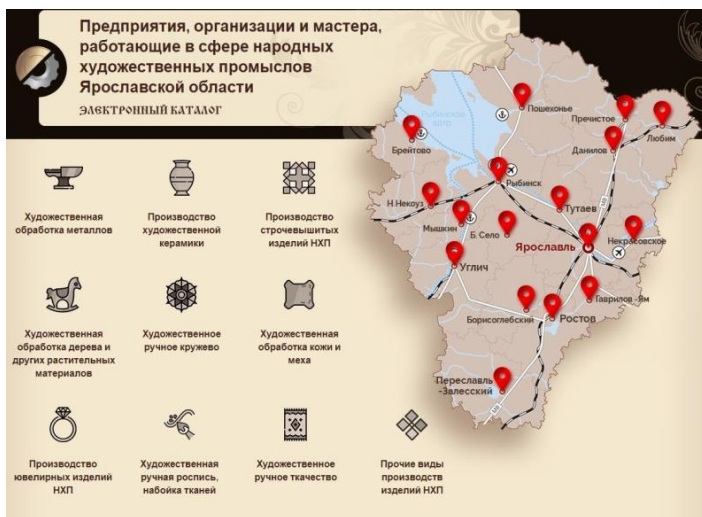 Предприятия, организации и мастера,
работающие в сфере народных
художественных промыслов
Ярославской области
ЭЛЕКТРОННЫЙ КАТАЛОГ
Художественная
обработка металлов
Производство
художественной
керамики
Производство
строчевышитых
изделий НХП
Художественная
обработка дерева и
других растительных
материалов
Художественное
ручное кружево
Художественная
обработка кожи и
меха
Производство
ювелирных изделий
НХП
Художественная
ручная роспись,
набойка тканей
Художественное
ручное ткачество
Прочие виды
производств
изделий НХП
Пошехонье
Пречистое
Любим
Брейтово
Данилов
Рыбинск
Н.Некоуз
Тутаев
Мышкин
Б. Село
Ярославль
Некрасовское
Углич
Гаврилов-Ям
Борисоглебский
Ростов
Переславль
-Залесский